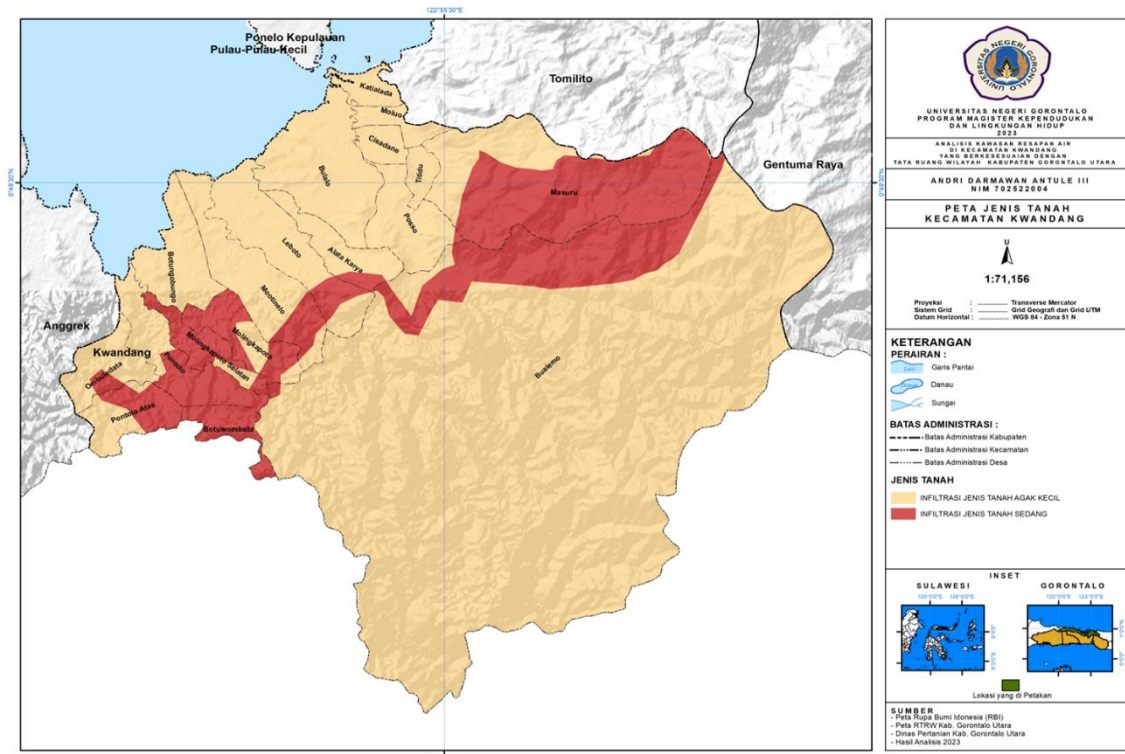 122°55'30"E
Ponelo Kepulauan
Pulau-Pulau-Kecil
Tomilito
Gentuma Raya
Anggrek
Kwandang
Katialada
Moluo
Cisadane
Titidu
Bulalo
Posso
Masuru
Leboto
Alata Karya
Botungobungo
Mootinelo
Molingkapoto
Molingkapoto Selatan
Pontolo
Ombulodata
Pontolo Atas
Botuwombata
Bualemo
UNIVERSITAS NEGERI GORONTALO
UNIVERSITAS NEGERI GORONTALO
PROGRAM MAGISTER KEPENDUDUKAN
DAN LINGKUNGAN HIDUP
2023
ANALISIS KAWASAN RESAPAN AIR
DI KECAMATAN KWANDANG
YANG BERKESESUAIAN DENGAN
TATA RUANG WILAYAH KABUPATEN GORONTALO UTARA
ANDRI DARMAWAN ANTULE III
NIM 702522004
PETA JENIS TANAH
KECAMATAN KWANDANG
U
1:71,156
Proyeksi : ................ Transverse Mercator
Sistem Grid : ................ Grid Geografi dan Grid UTM
Datum Horizontal : ................ WGS 84 - Zona 51 N
KETERANGAN
PERAIRAN :
Garis Pantai
Danau
Sungai
BATAS ADMINISTRASI :
Batas Administrasi Kabupaten
Batas Administrasi Kecamatan
Batas Administrasi Desa
JENIS TANAH
INFILTRASI JENIS TANAH AGAK KECIL
INFILTRASI JENIS TANAH SEDANG
INSET
SULAWESI
GORONTALO
Lokasi yang di Petakan
SUMBER
- Peta Rupa Bumi Idonesia (RBI)
- Peta RTRW Kab. Gorontalo Utara
- Dinas Pertanian Kab. Gorontalo Utara
- Hasil Analisis 2023